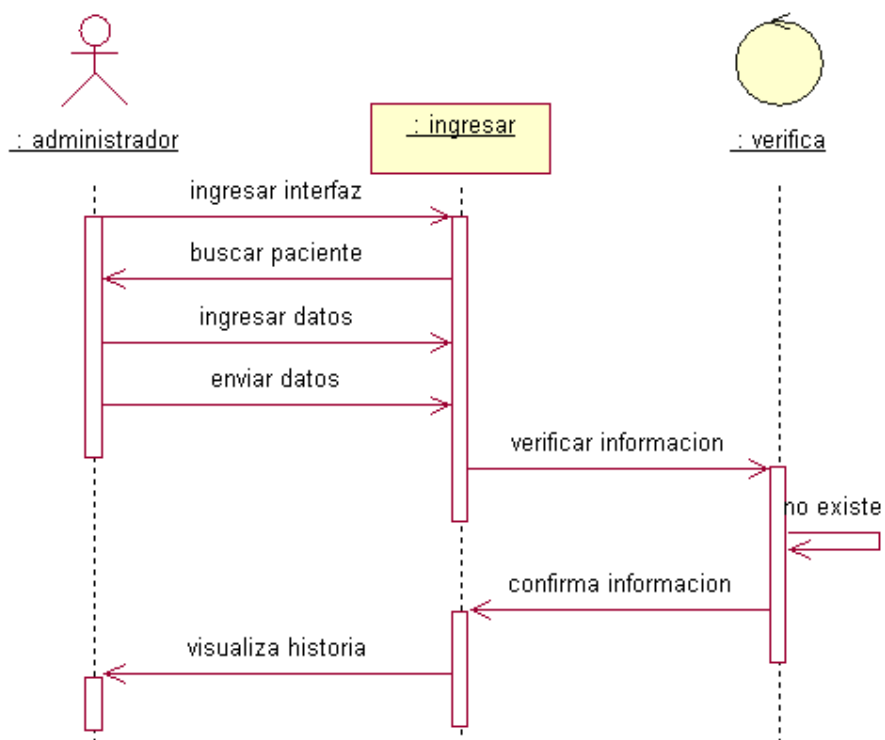 : administrador
: ingresar
: verifica
ingresar interfaz
buscar paciente
ingresar datos
enviar datos
verificar informacion
no existe
confirma informacion
visualiza historia